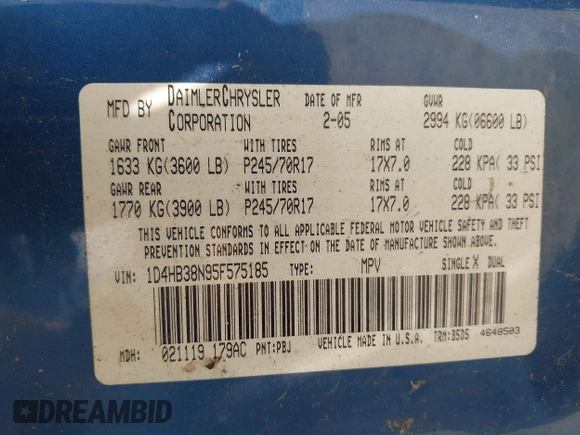 MFD BY DAIMLERCHRYSLER CORPORATION DATE OF MFR 2-05 GVWR 2994 KG(06600 LB)
GAWR FRONT WITH TIRES RIMS AT COLD
1633 KG(3600 LB) P245/70R17 17X7.0 228 KPA( 33 PSI
GAWR REAR WITH TIRES RIMS AT COLD
1770 KG(3900 LB) P245/70R17 17X7.0 228 KPA( 33 PSI
THIS VEHICLE CONFORMS TO ALL APPLICABLE FEDERAL MOTOR VEHICLE SAFETY AND THEFT
PREVENTION STANDARDS IN EFFECT ON THE DATE OF MANUFACTURE SHOWN ABOVE.
VIN: 1D4HB38N95F575185 TYPE: MPV SINGLE X DUAL
MDH: 021119 179AC PNT:PBJ VEHICLE MADE IN U.S.A. TRM:BSD5 4648503
DREAMBID